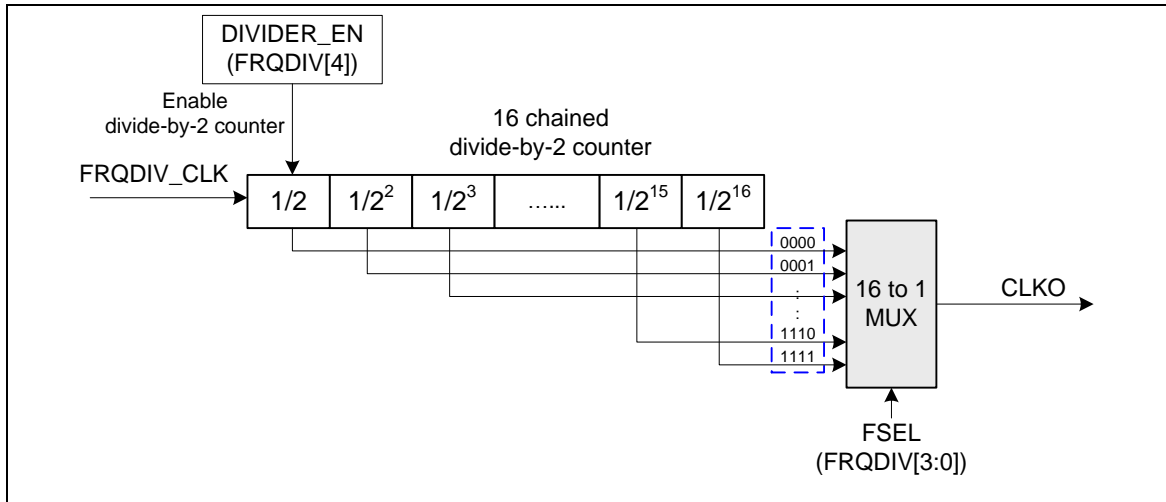 DIVIDER_EN
(FRQDIV[4])
Enable
divide-by-2 counter
16 chained
divide-by-2 counter
FRQDIV_CLK
1/2 1/2² 1/2³ …... 1/2¹⁵ 1/2¹⁶
0000
0001
:
:
1110
1111
16 to 1
MUX
CLKO
FSEL
(FRQDIV[3:0])